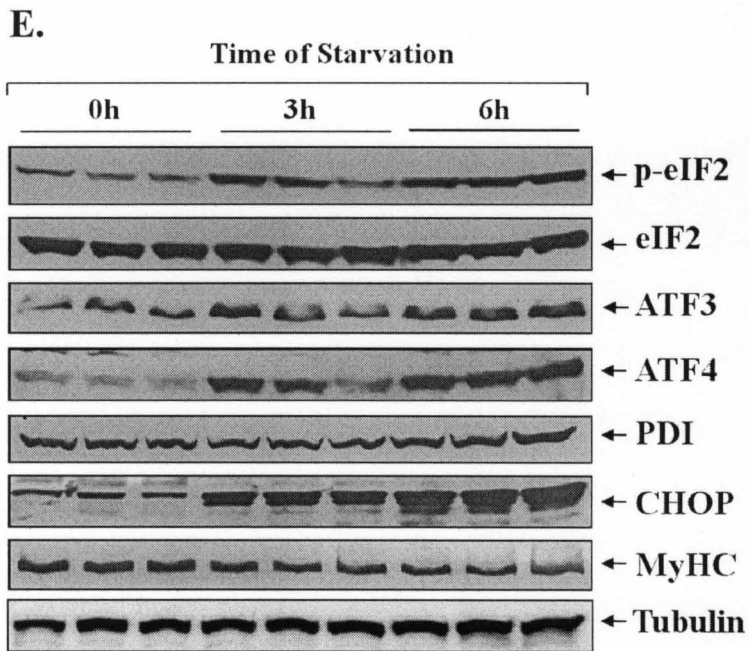 E.
Time of Starvation
0h 3h 6h
← p-eIF2
← eIF2
← ATF3
← ATF4
← PDI
← CHOP
← MyHC
← Tubulin